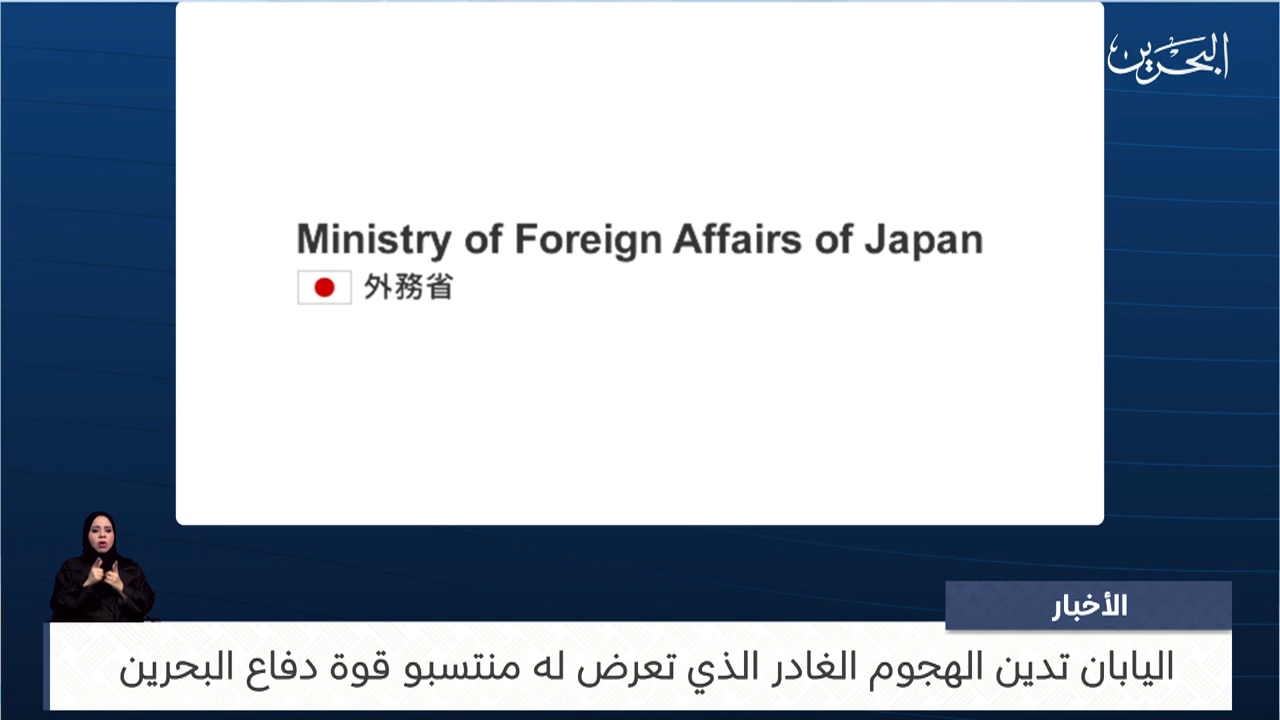 البحرين
Ministry of Foreign Affairs of Japan
外務省
الأخبار
اليابان تدين الهجوم الغادر الذي تعرض له منتسبو قوة دفاع البحرين